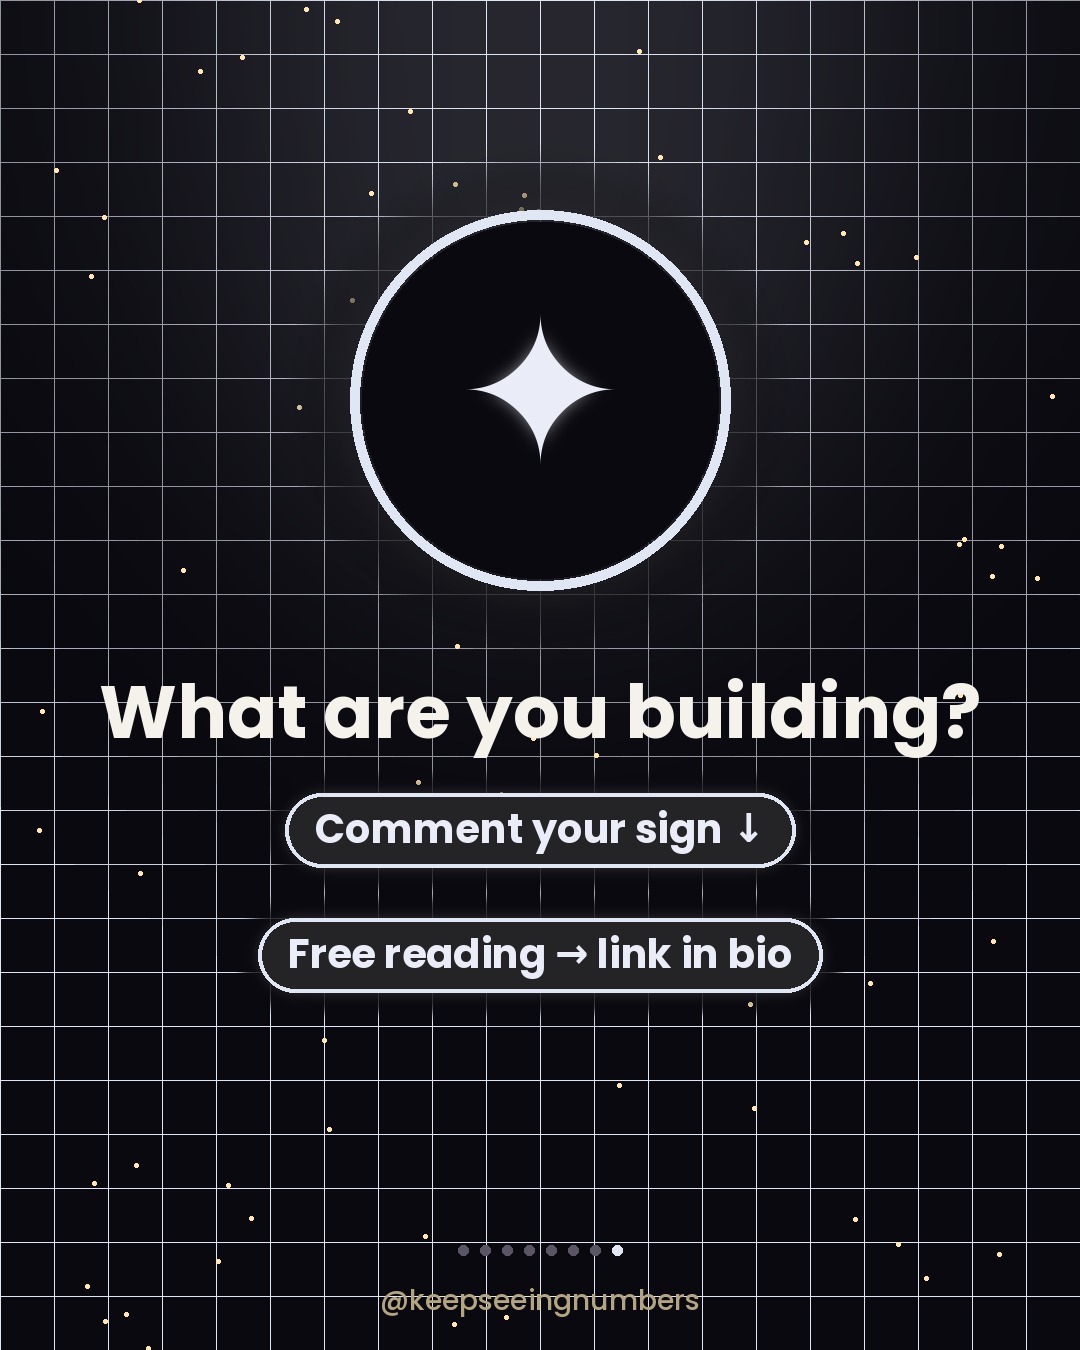 What are you building?
Comment your sign ↓
Free reading → link in bio
@keepseeingnumbers